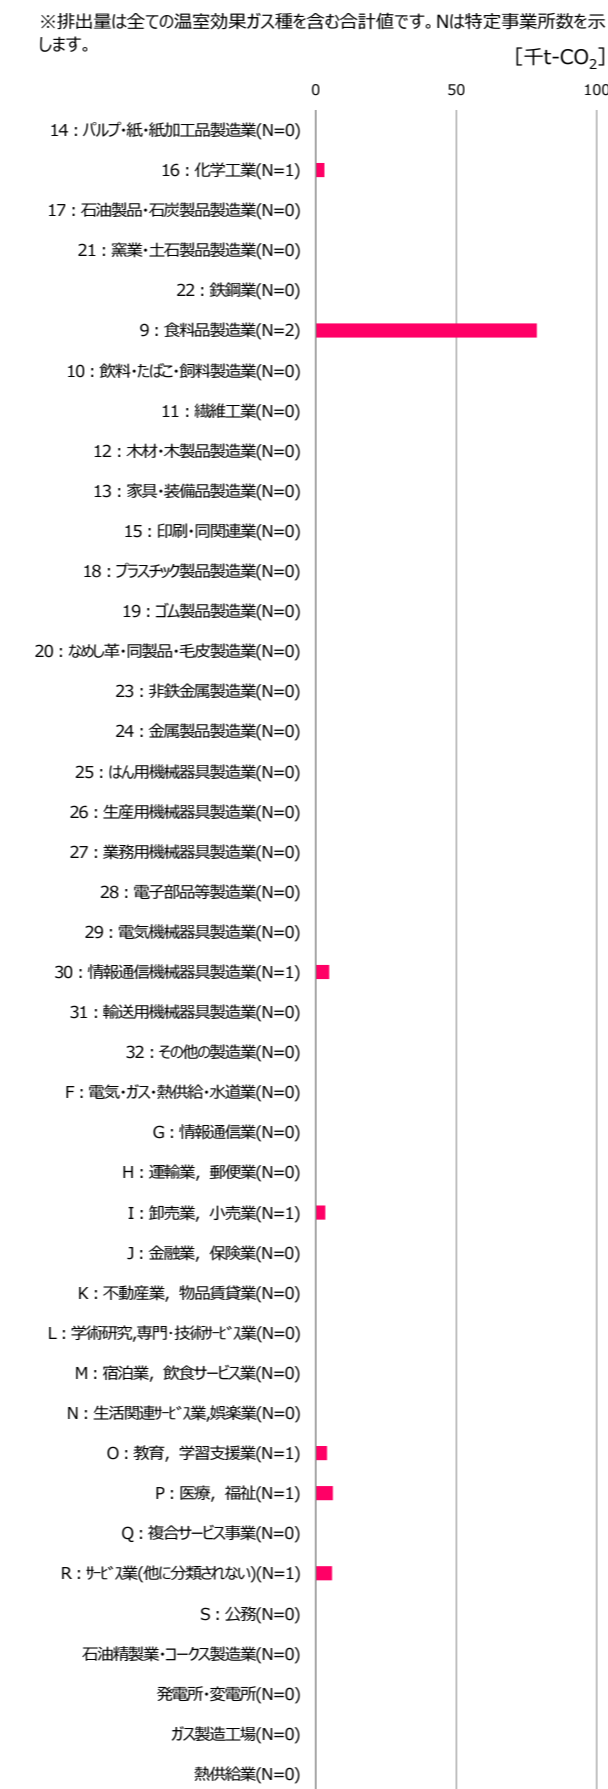 ※排出量は全ての温室効果ガス種を含む合計値です。Nは特定事業所数を示
します。
[千t-CO₂]
0 50 100
14：パルプ・紙・紙加工品製造業(N=0)
16：化学工業(N=1)
17：石油製品・石炭製品製造業(N=0)
21：窯業・土石製品製造業(N=0)
22：鉄鋼業(N=0)
9：食料品製造業(N=2)
10：飲料・たばこ・飼料製造業(N=0)
11：繊維工業(N=0)
12：木材・木製品製造業(N=0)
13：家具・装備品製造業(N=0)
15：印刷・同関連業(N=0)
18：プラスチック製品製造業(N=0)
19：ゴム製品製造業(N=0)
20：なめし革・同製品・毛皮製造業(N=0)
23：非鉄金属製造業(N=0)
24：金属製品製造業(N=0)
25：はん用機械器具製造業(N=0)
26：生産用機械器具製造業(N=0)
27：業務用機械器具製造業(N=0)
28：電子部品等製造業(N=0)
29：電気機械器具製造業(N=0)
30：情報通信機械器具製造業(N=1)
31：輸送用機械器具製造業(N=0)
32：その他の製造業(N=0)
F：電気・ガス・熱供給・水道業(N=0)
G：情報通信業(N=0)
H：運輸業，郵便業(N=0)
I：卸売業，小売業(N=1)
J：金融業，保険業(N=0)
K：不動産業，物品賃貸業(N=0)
L：学術研究,専門・技術ｻｰﾋﾞｽ業(N=0)
M：宿泊業，飲食サービス業(N=0)
N：生活関連ｻｰﾋﾞｽ業,娯楽業(N=0)
O：教育，学習支援業(N=1)
P：医療，福祉(N=1)
Q：複合サービス事業(N=0)
R：ｻｰﾋﾞｽ業(他に分類されない)(N=1)
S：公務(N=0)
石油精製業・コークス製造業(N=0)
発電所・変電所(N=0)
ガス製造工場(N=0)
熱供給業(N=0)